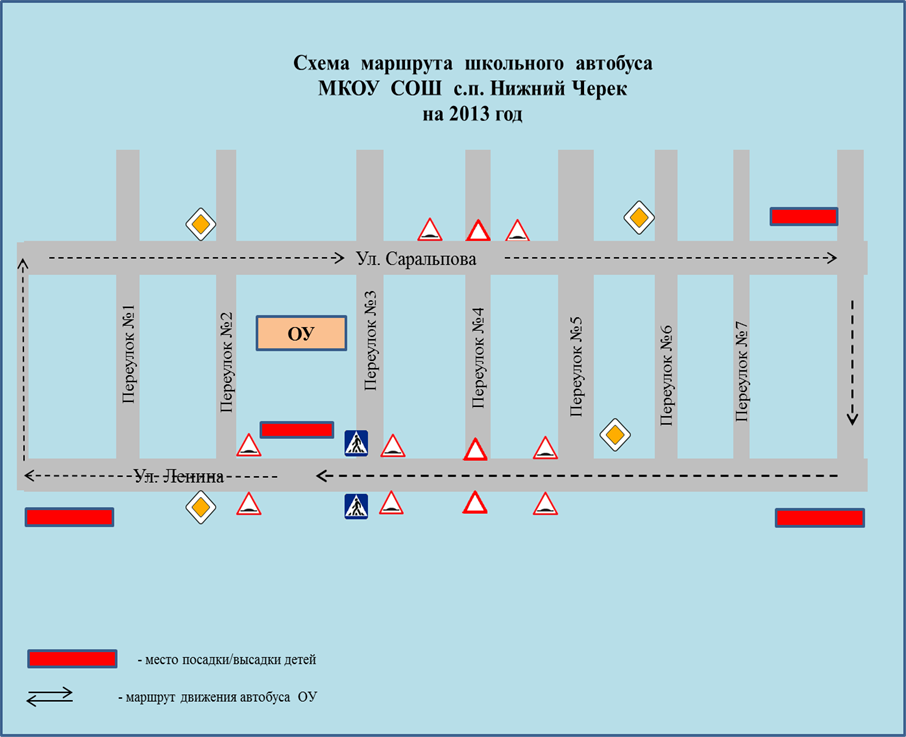 Схема маршрута школьного автобуса
МКОУ СОШ с.п. Нижний Черек
на 2013 год
Ул. Саральпова
Переулок №1
Переулок №2
ОУ
Переулок №3
Переулок №4
Переулок №5
Переулок №6
Переулок №7
Ул. Ленина
- место посадки/высадки детей
- маршрут движения автобуса ОУ